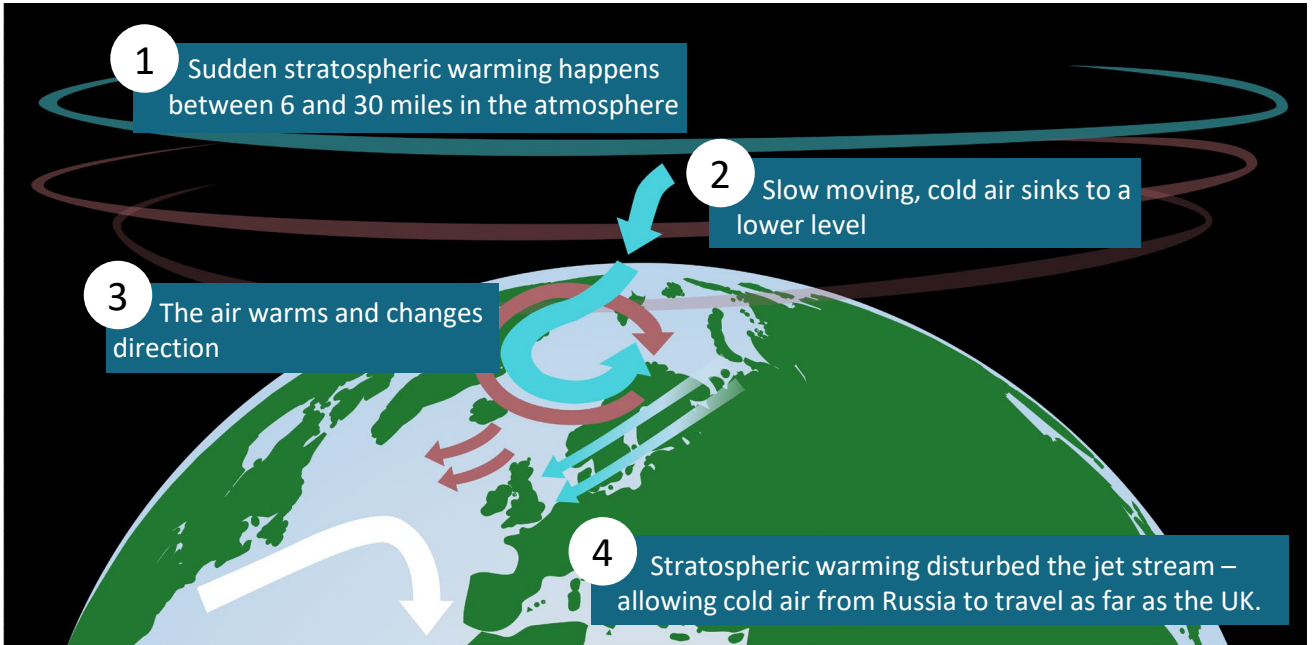 1
Sudden stratospheric warming happens
between 6 and 30 miles in the atmosphere
2
Slow moving, cold air sinks to a
lower level
3
The air warms and changes
direction
4
Stratospheric warming disturbed the jet stream –
allowing cold air from Russia to travel as far as the UK.